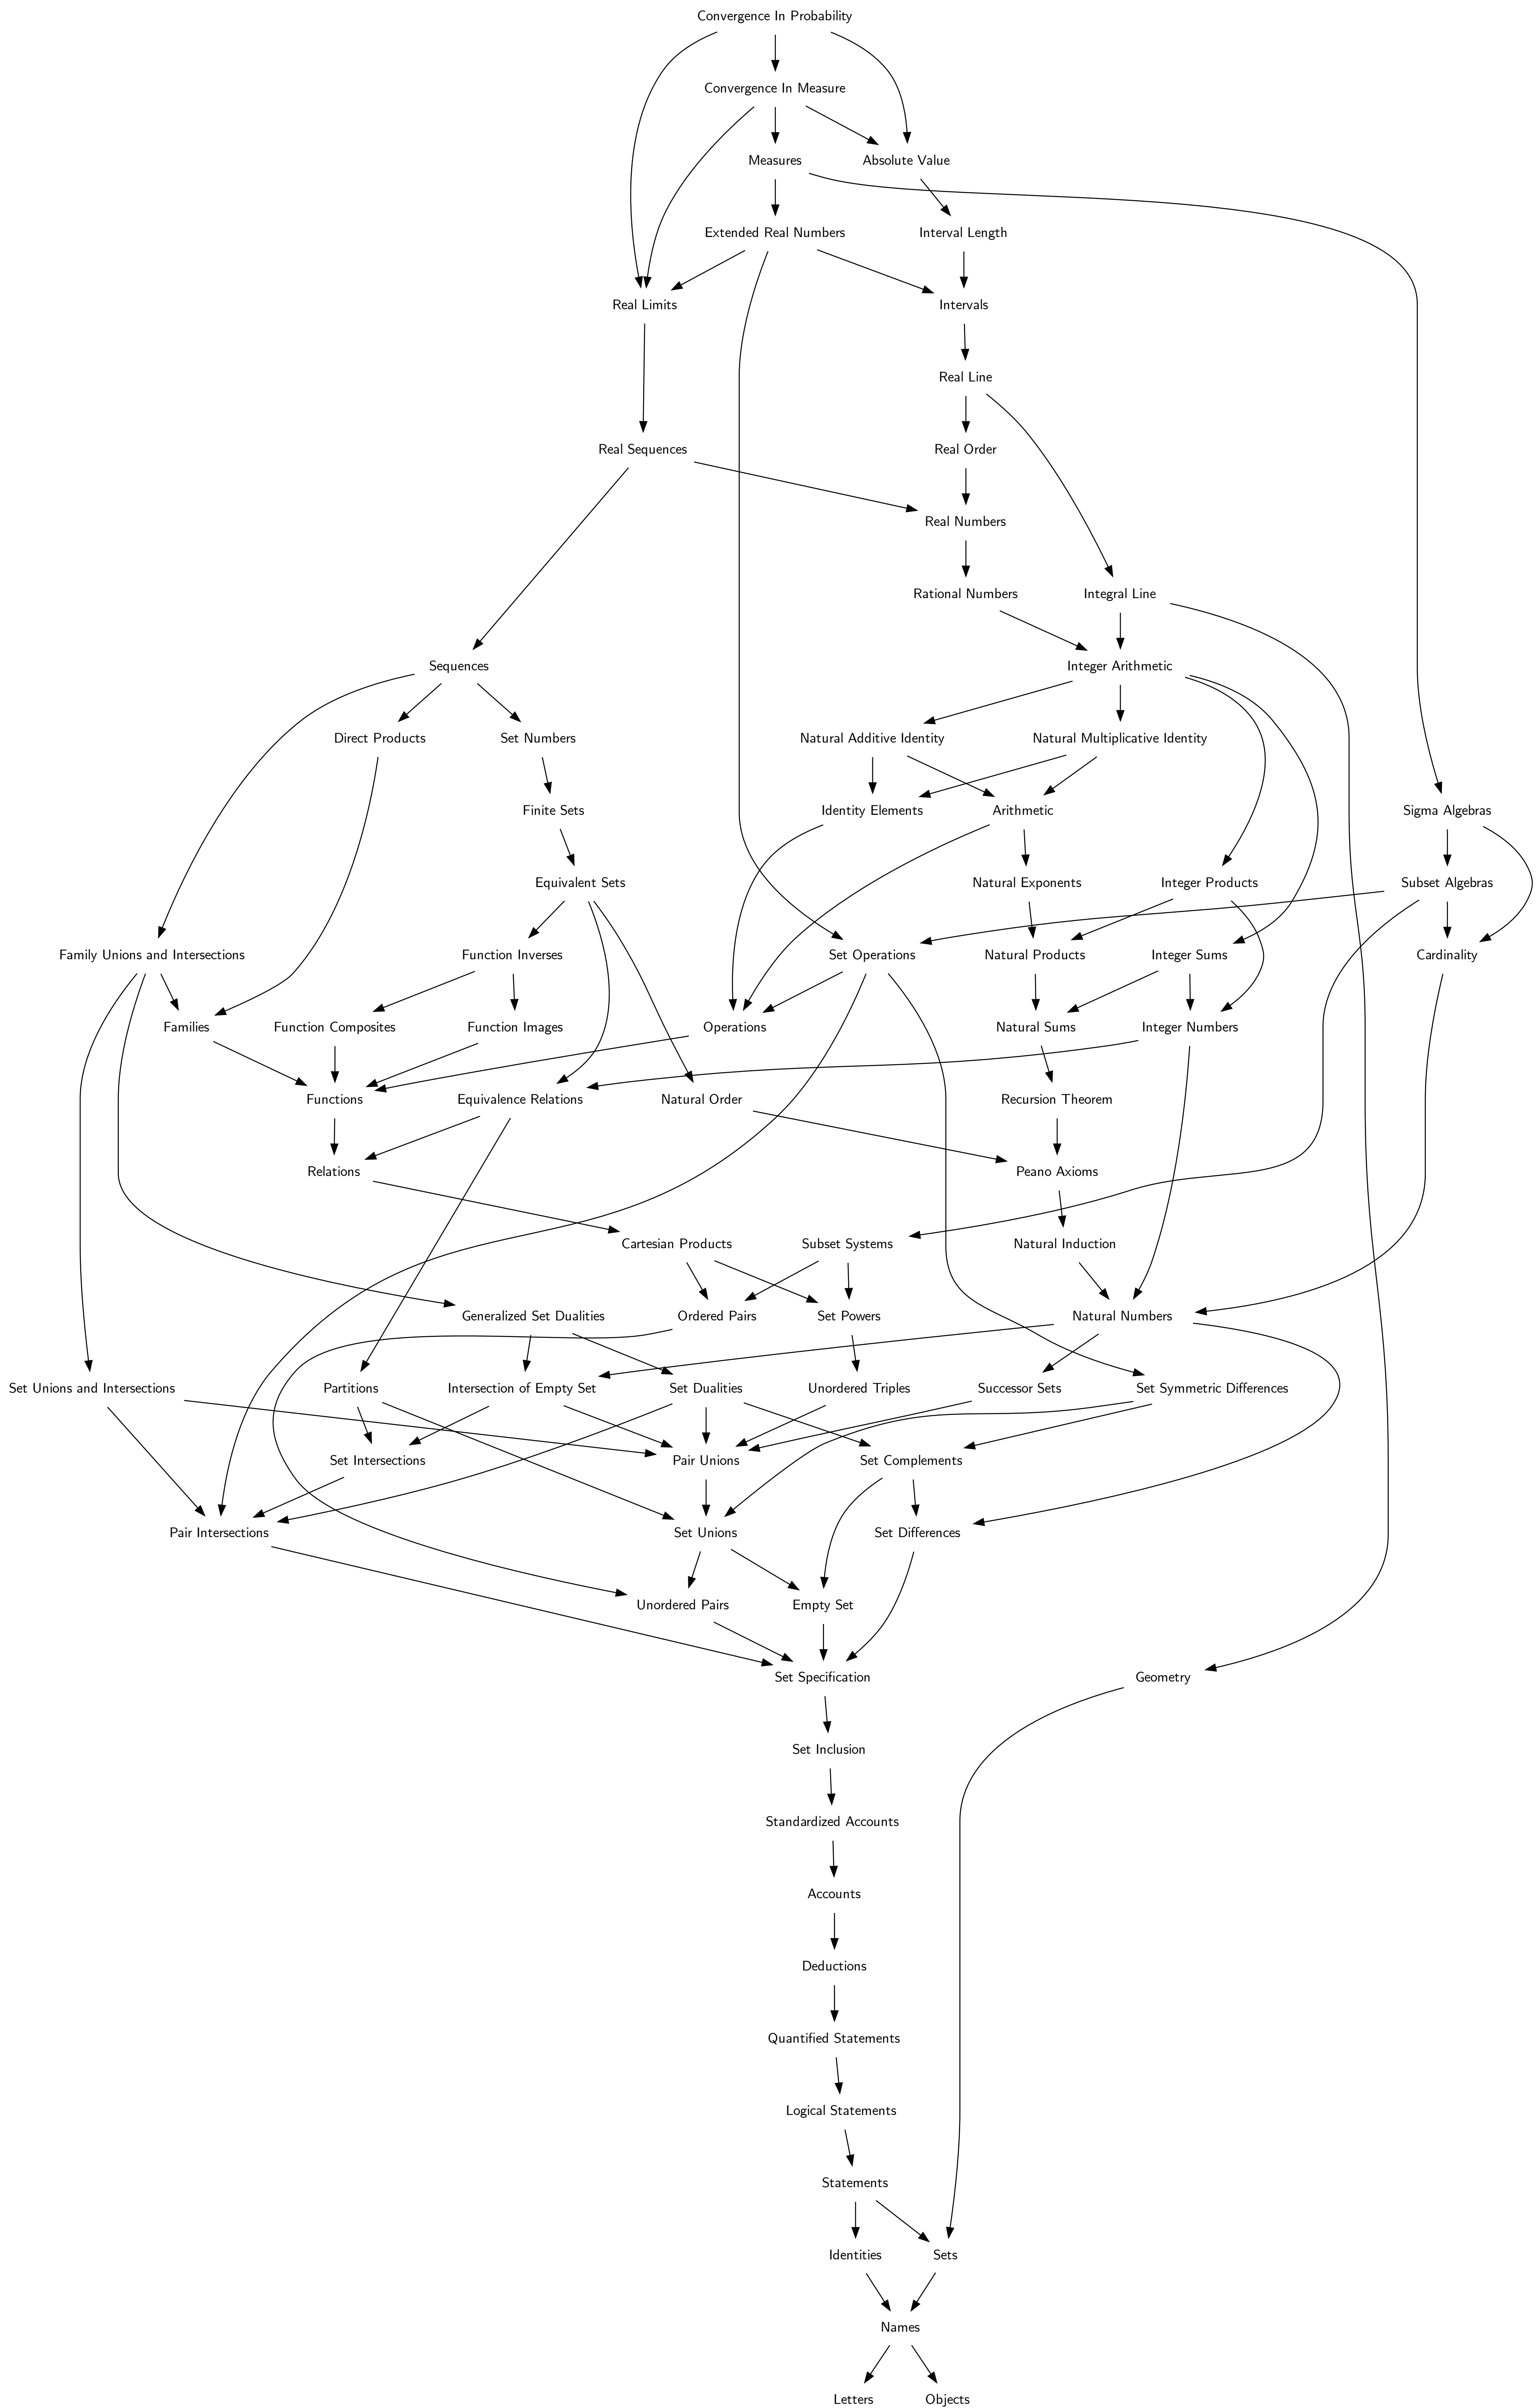 Convergence In Probability
Convergence In Measure
Measures
Absolute Value
Extended Real Numbers
Interval Length
Real Limits
Intervals
Real Line
Real Sequences
Real Order
Real Numbers
Rational Numbers
Integral Line
Sequences
Integer Arithmetic
Direct Products
Set Numbers
Natural Additive Identity
Natural Multiplicative Identity
Finite Sets
Identity Elements
Arithmetic
Sigma Algebras
Equivalent Sets
Natural Exponents
Integer Products
Subset Algebras
Family Unions and Intersections
Function Inverses
Set Operations
Natural Products
Integer Sums
Cardinality
Families
Function Composites
Function Images
Operations
Natural Sums
Integer Numbers
Functions
Equivalence Relations
Natural Order
Recursion Theorem
Relations
Peano Axioms
Cartesian Products
Subset Systems
Natural Induction
Generalized Set Dualities
Ordered Pairs
Set Powers
Natural Numbers
Set Unions and Intersections
Partitions
Intersection of Empty Set
Set Dualities
Unordered Triples
Successor Sets
Set Symmetric Differences
Set Intersections
Pair Unions
Set Complements
Pair Intersections
Set Unions
Set Differences
Unordered Pairs
Empty Set
Set Specification
Geometry
Set Inclusion
Standardized Accounts
Accounts
Deductions
Quantified Statements
Logical Statements
Statements
Identities
Sets
Names
Letters
Objects